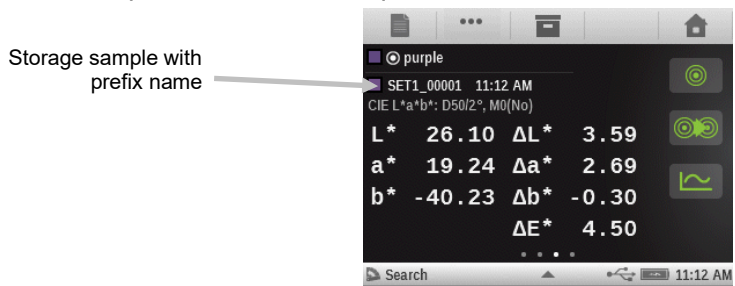 Storage sample with
prefix name
purple
SET1_00001 11:12 AM
CIE L*a*b*: D50/2°, M0(No)
L* 26.10 ΔL* 3.59
a* 19.24 Δa* 2.69
b* -40.23 Δb* -0.30
ΔE* 4.50
Search 11:12 AM